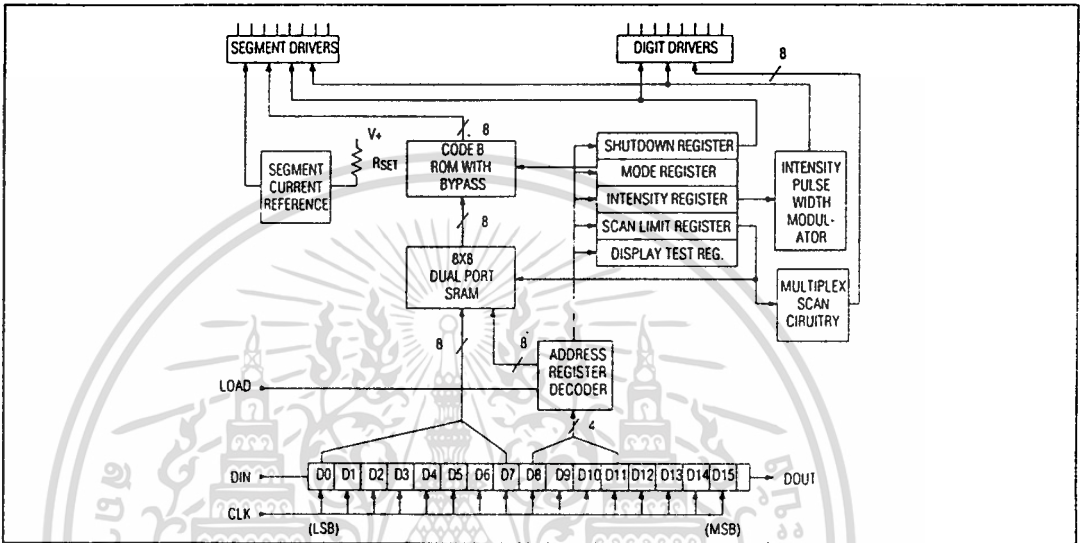 SEGMENT DRIVERS
DIGIT DRIVERS
8
V+
RSET
8
CODE B
ROM WITH
BYPASS
SEGMENT
CURRENT
REFERENCE
SHUTDOWN REGISTER
MODE REGISTER
INTENSITY REGISTER
SCAN LIMIT REGISTER
DISPLAY TEST REG.
INTENSITY
PULSE
WIDTH
MODUL-
ATOR
8
8X8
DUAL PORT
SRAM
MULTIPLEX
SCAN
CIRUITRY
8
8
ADDRESS
REGISTER
DECODER
LOAD
4
DIN
D0 D1 D2 D3 D4 D5 D6 D7 D8 D9 D10 D11 D12 D13 D14 D15
DOUT
CLK
(LSB)
(MSB)